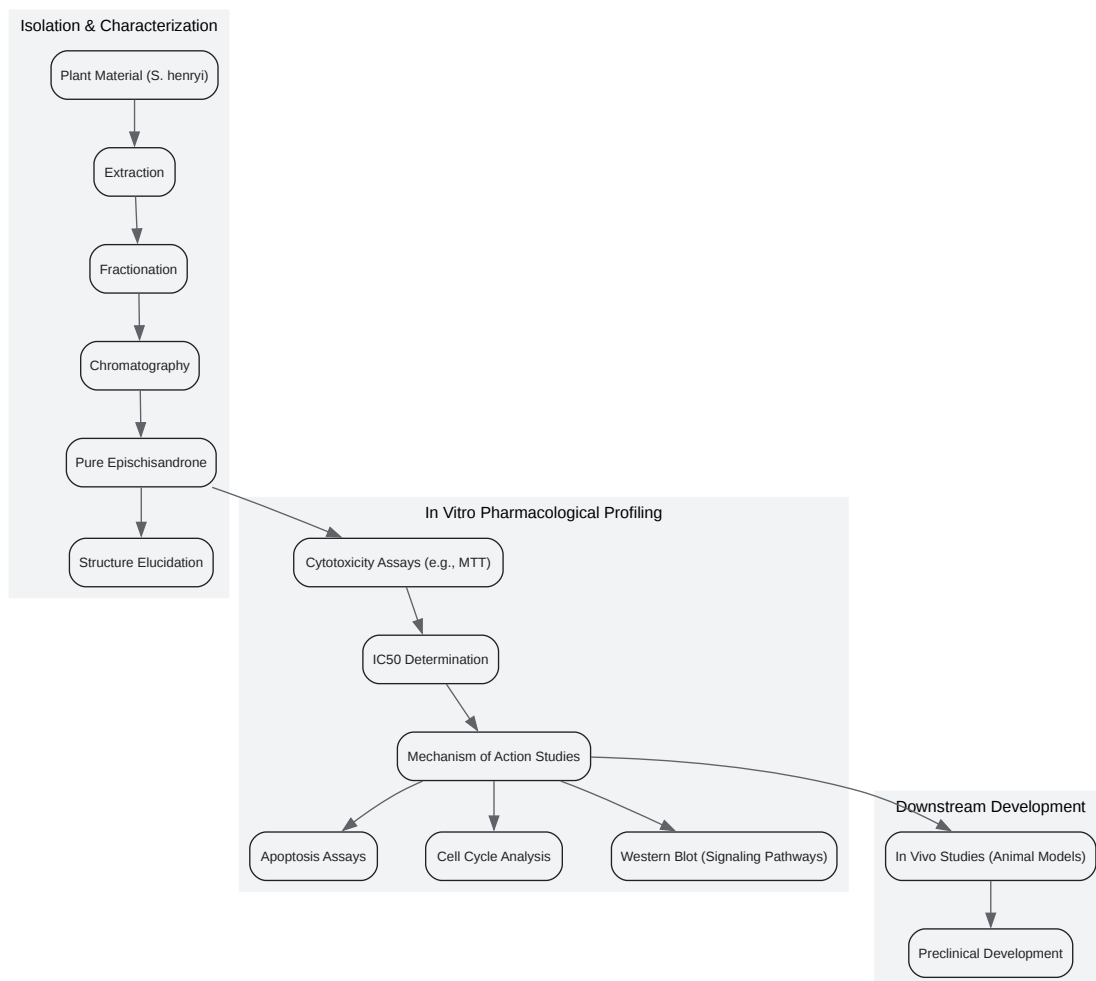 Isolation & Characterization
Plant Material (S. henryi)
Extraction
Fractionation
Chromatography
Pure Epischisandrone
Structure Elucidation
In Vitro Pharmacological Profiling
Cytotoxicity Assays (e.g., MTT)
IC50 Determination
Mechanism of Action Studies
Apoptosis Assays
Cell Cycle Analysis
Western Blot (Signaling Pathways)
Downstream Development
In Vivo Studies (Animal Models)
Preclinical Development